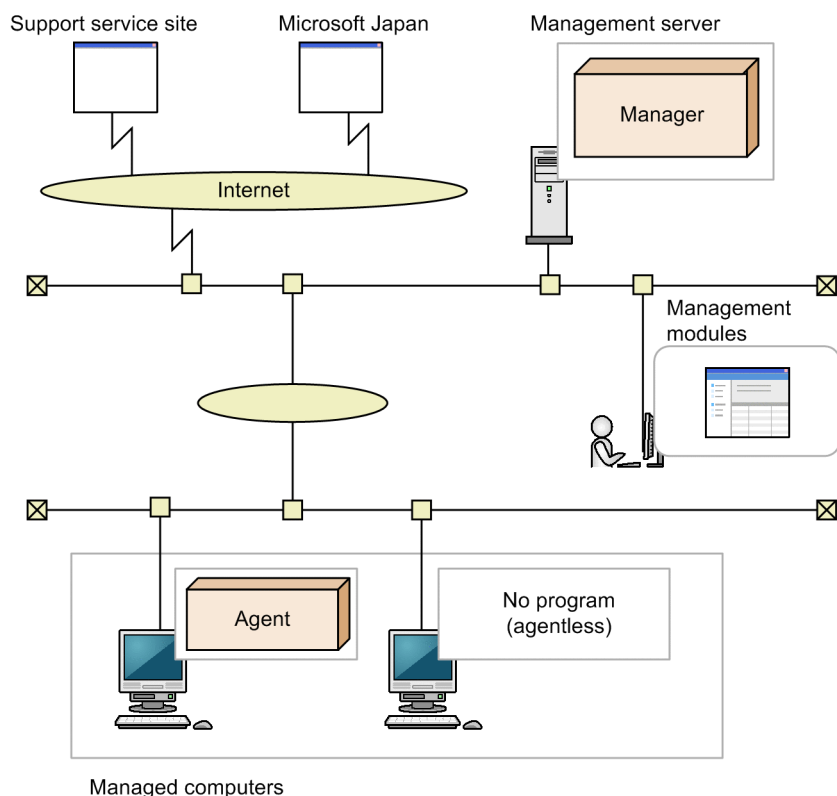 Support service site
Microsoft Japan
Management server
Manager
Internet
Management
modules
Agent
No program
(agentless)
Managed computers